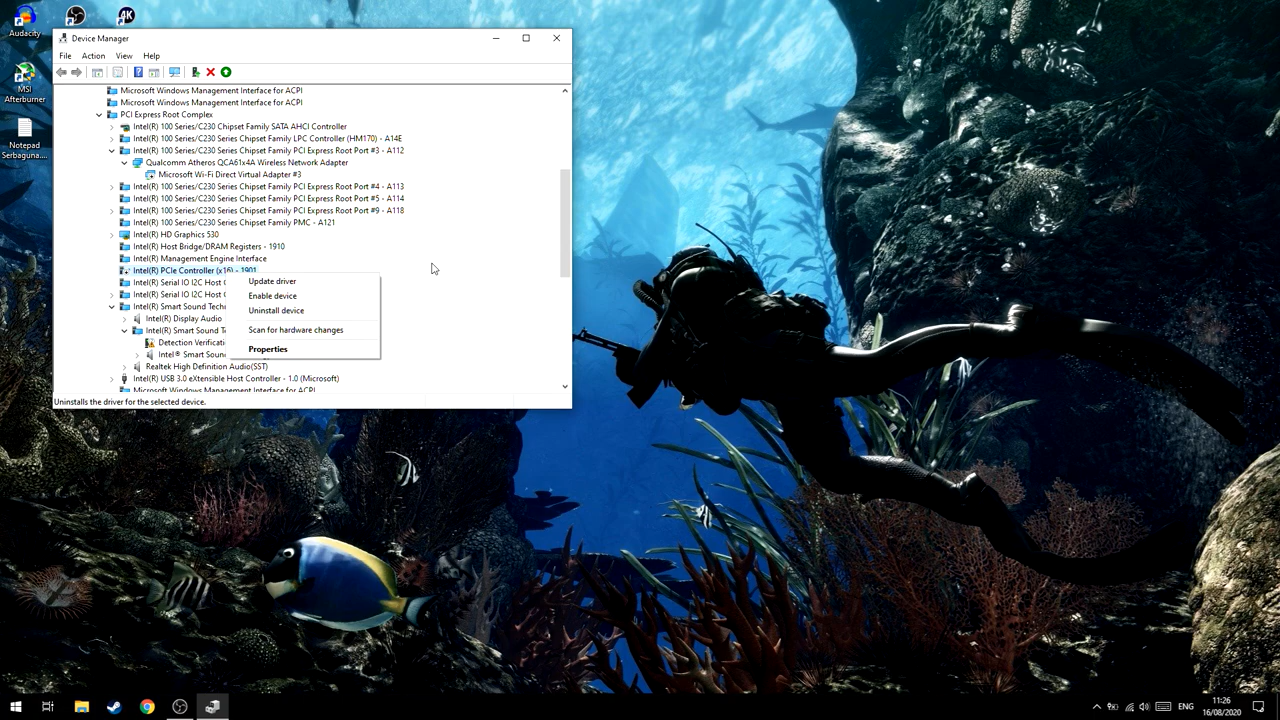 Audacity
4K
Device Manager
File Action View Help
Microsoft Windows Management Interface for ACPI
Microsoft Windows Management Interface for ACPI
PCI Express Root Complex
Intel(R) 100 Series/C230 Chipset Family SATA AHCI Controller
Intel(R) 100 Series/C230 Series Chipset Family LPC Controller (HM170) - A14E
Intel(R) 100 Series/C230 Series Chipset Family PCI Express Root Port #3 - A112
Qualcomm Atheros QCA61x4A Wireless Network Adapter
Microsoft Wi-Fi Direct Virtual Adapter #3
Intel(R) 100 Series/C230 Series Chipset Family PCI Express Root Port #4 - A113
Intel(R) 100 Series/C230 Series Chipset Family PCI Express Root Port #5 - A114
Intel(R) 100 Series/C230 Series Chipset Family PCI Express Root Port #9 - A118
Intel(R) 100 Series/C230 Series Chipset Family PMC - A121
Intel(R) HD Graphics 530
Intel(R) Host Bridge/DRAM Registers - 1910
Intel(R) Management Engine Interface
Intel(R) PCIe Controller (x16) - 1901
Intel(R) Serial IO I2C Host C
Intel(R) Serial IO I2C Host C
Intel(R) Smart Sound Techn
Intel(R) Display Audio
Intel(R) Smart Sound Te
Detection Verificati
Intel® Smart Soun
Realtek High Definition Audio(SST)
Intel(R) USB 3.0 eXtensible Host Controller - 1.0 (Microsoft)
Microsoft Windows Management Interface for ACPI
Uninstalls the driver for the selected device.
Update driver
Enable device
Uninstall device
Scan for hardware changes
Properties
MSI
Afterburner
Notepad
Serbaguna....
ENG
11:26
16/08/2020